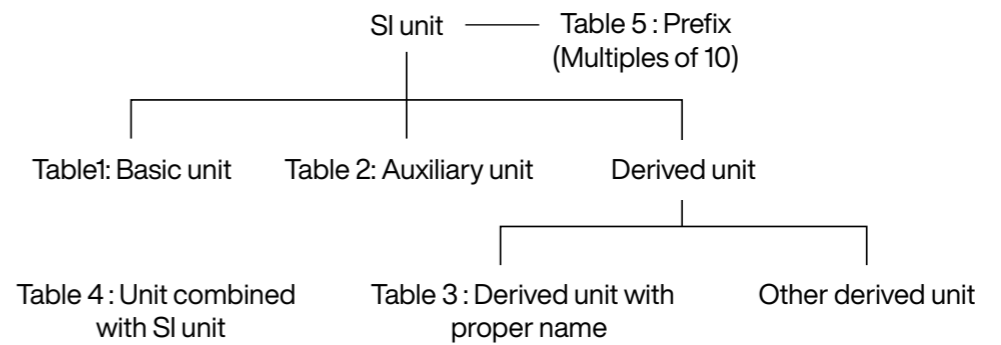 SI unit
Table 5 : Prefix
(Multiples of 10)
Table1: Basic unit
Table 2: Auxiliary unit
Derived unit
Table 4 : Unit combined
with SI unit
Table 3 : Derived unit with
proper name
Other derived unit